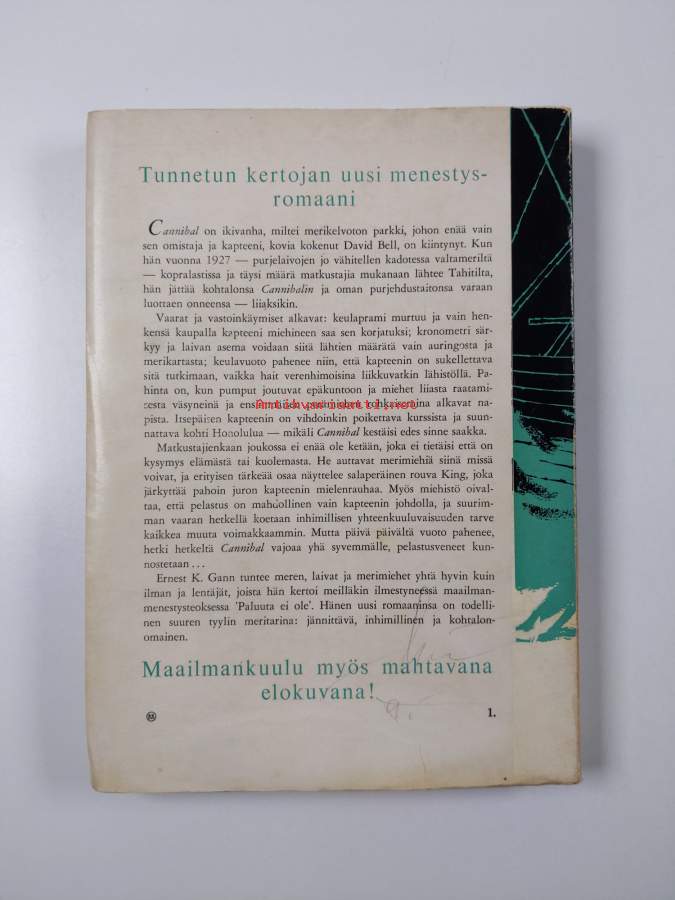 Tunnetun kertojan uusi menestys-
romaani
Cannibal on ikivanha, miltei merikelvoton parkki, johon enää vain
sen omistaja ja kapteeni, kovia kokenut David Bell, on kiintynyt. Kun
hän vuonna 1927 — purjelaivojen jo vähitellen kadotessa valtameriltä
— kopralastissa ja täysi määrä matkustajia mukanaan lähtee Tahitilta,
hän jättää kohtalonsa Cannibalin ja oman purjehdustaitonsa varaan
luottaen onneensa — liiaksikin.
Vaarat ja vastoinkäymiset alkavat: keulaprami murtuu ja vain hen-
kensä kaupalla kapteeni miehineen saa sen korjatuksi; kronometri sär-
kyy ja laivan asema voidaan siitä lähtien määrätä vain auringosta ja
merikartasta; keulavuoto pahenee niin, että kapteenin on sukellettava
sitä tutkimaan, vaikka hait verenhimoisina liikkuvatkin lähistöllä. Pa-
hinta on, kun pumput joutuvat epäkuntoon ja miehet liiasta raatami-
sesta väsyneinä ja ensimmäisen perämiehen uhkaisemina alkavat na-
pista. Itsepäisen kapteenin on vihdoinkin poikettava kurssista ja suun-
nattava kohti Honolulua — mikäli Cannibal kestäisi edes sinne saakka.
Matkustajienkaan joukossa ei enää ole ketään, joka ei tietäisi että on
kysymys elämästä tai kuolemasta. He auttavat merimiehiä siinä missä
voivat, ja erityisen tärkeää osaa näyttelee salaperäinen rouva King, joka
järkyttää pahoin juron kapteenin mielenrauhaa. Myös miehistö oival-
taa, että pelastus on mahdollinen vain kapteenin johdolla, ja suurim-
man vaaran hetkellä koetaan inhimillisen yhteenkuuluvaisuuden tarve
kaikkea muuta voimakkaammin. Mutta päivä päivältä vuoto pahenee,
hetki hetkeltä Cannibal vajoaa yhä syvemmälle, pelastusveneet kun-
nostetaan . . .
Ernest K. Gann tuntee meren, laivat ja merimiehet yhtä hyvin kuin
ilman ja lentäjät, joista hän kertoi meilläkin ilmestyneessä maailman-
menestysteoksessa 'Paluuta ei ole'. Hänen uusi romaaninsa on todelli-
nen suuren tyylin meritarina: jännittävä, inhimillinen ja kohtalon-
omainen.
Maailmankuulu myös mahtavana
elokuvana!
1.
Antikvariaatti.net